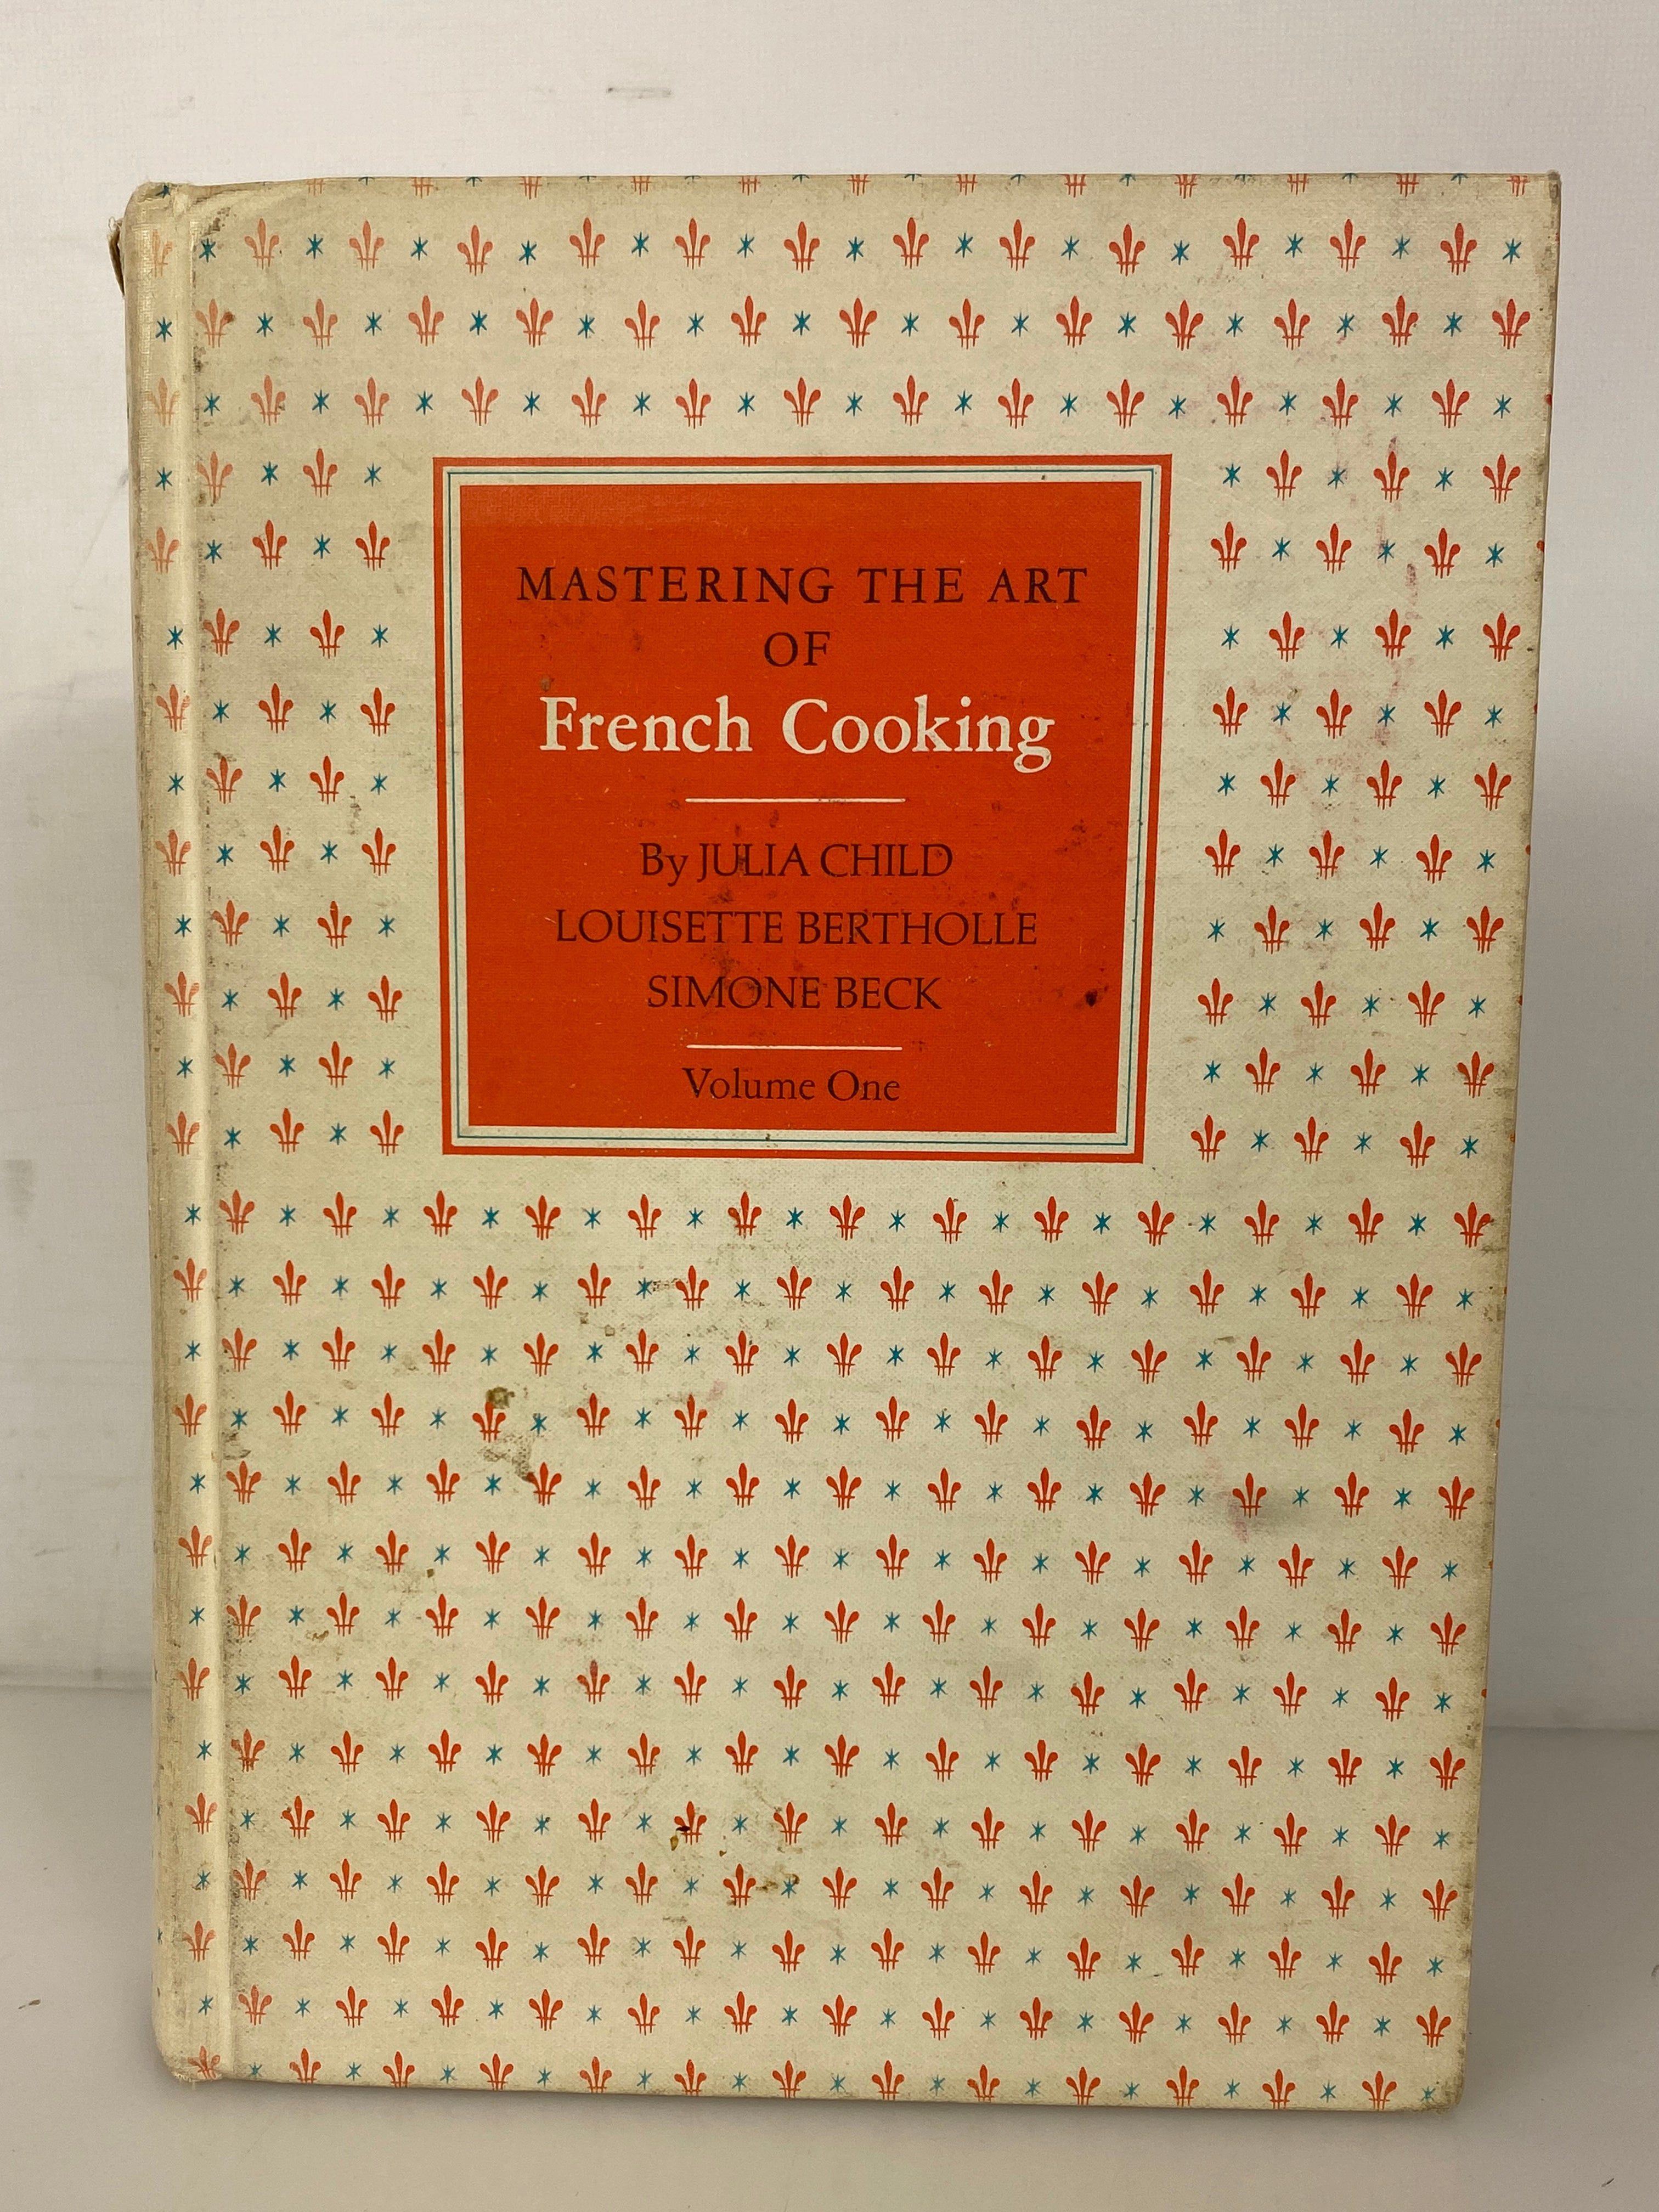 MASTERING THE ART
OF
French Cooking
By JULIA CHILD
LOUISETTE BERTHOLLE
SIMONE BECK
Volume One